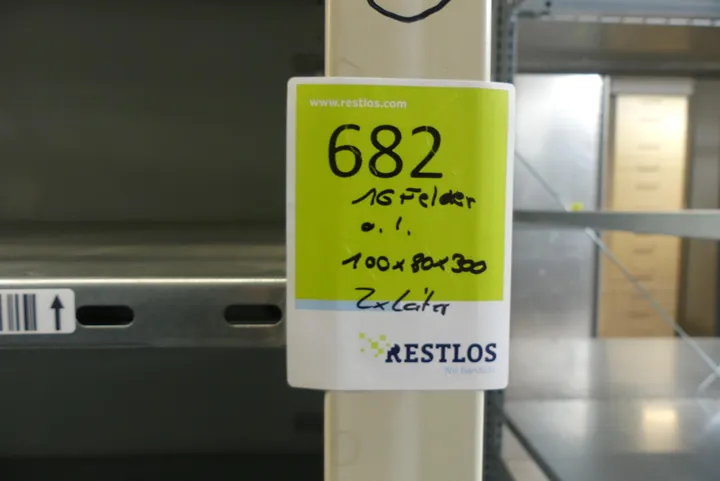 www.restlos.com
682
16 Felder
a. l.
100x80x300
2x Leiter
RESTLOS